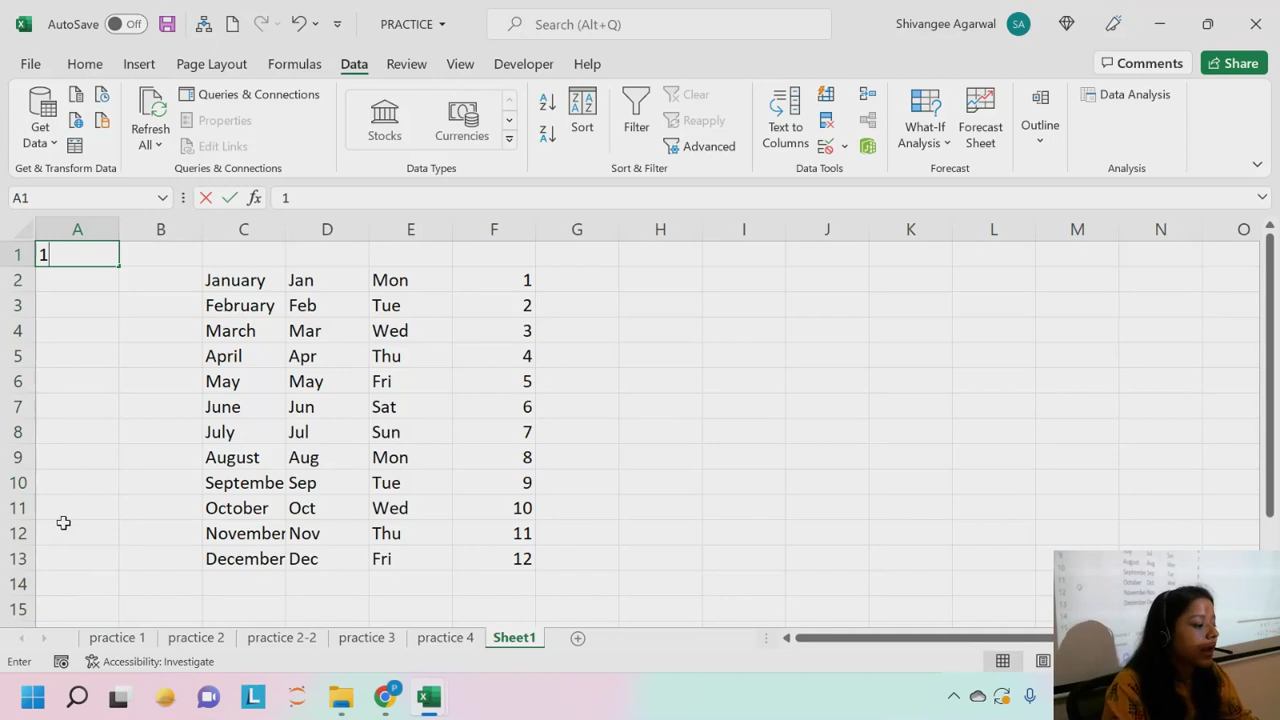 AutoSave Off PRACTICE Search (Alt+Q) Shivangee Agarwal SA
File Home Insert Page Layout Formulas Data Review View Developer Help Comments Share
Get Data Refresh All Queries & Connections Properties Edit Links Stocks Currencies Sort Filter Clear Reapply Advanced Text to Columns What-If Analysis Forecast Sheet Outline Data Analysis
Get & Transform Data Queries & Connections Data Types Sort & Filter Data Tools Forecast Analysis
A1 fx 1
A B C D E F G H I J K L M N O
1 1
2 January Jan Mon 1
3 February Feb Tue 2
4 March Mar Wed 3
5 April Apr Thu 4
6 May May Fri 5
7 June Jun Sat 6
8 July Jul Sun 7
9 August Aug Mon 8
10 Septembe Sep Tue 9
11 October Oct Wed 10
12 November Nov Thu 11
13 December Dec Fri 12
14
15
practice 1 practice 2 practice 2-2 practice 3 practice 4 Sheet1
Enter Accessibility: Investigate